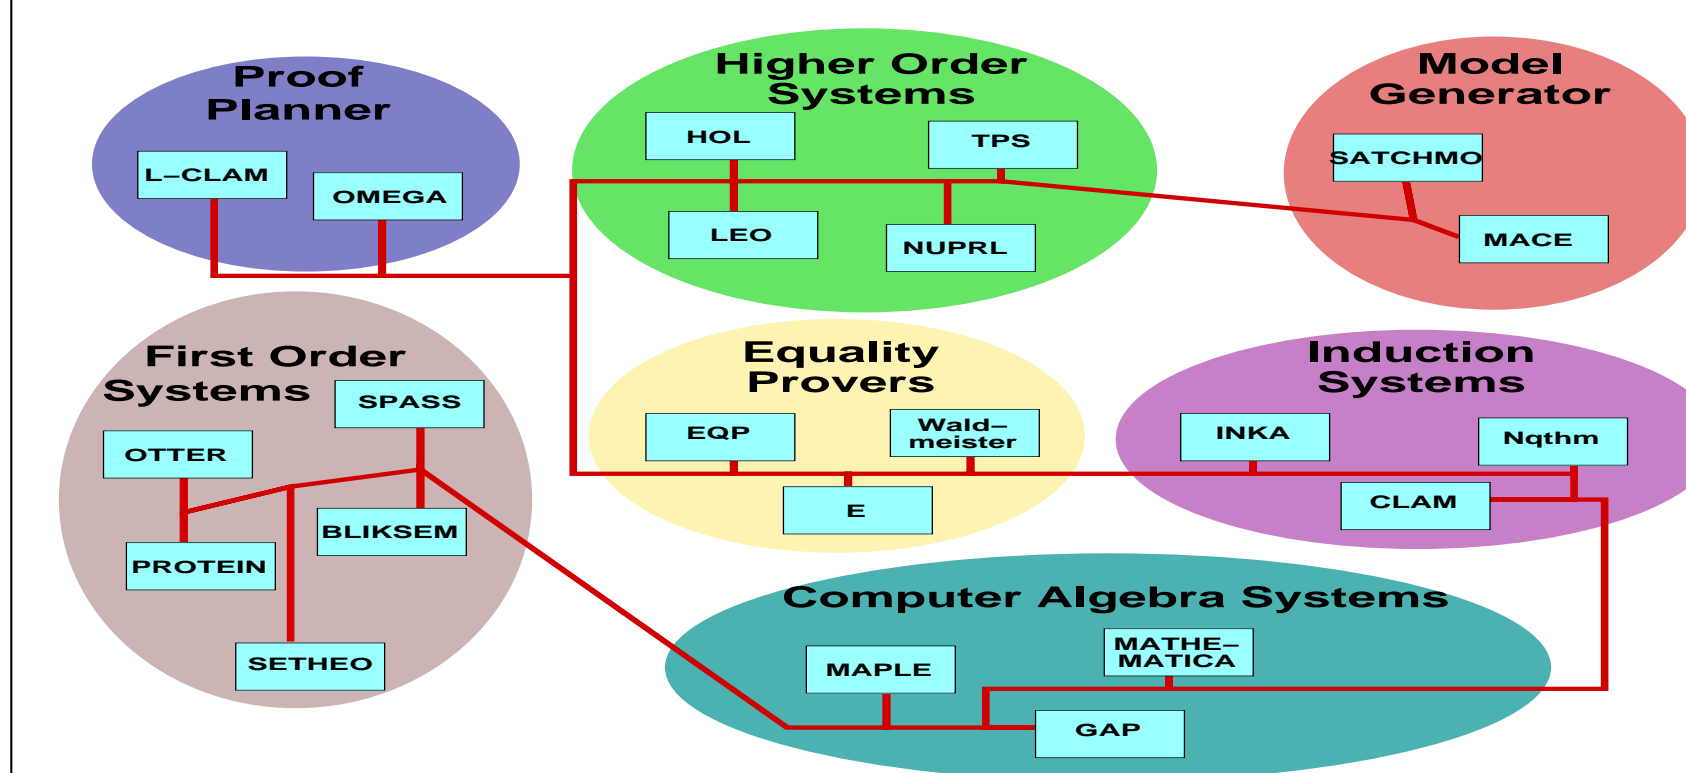 Proof
Planner
L–CLAM
OMEGA
Higher Order
Systems
HOL
TPS
LEO
NUPRL
Model
Generator
SATCHMO
MACE
First Order
Systems
SPASS
OTTER
BLIKSEM
PROTEIN
SETHEO
Equality
Provers
EQP
Wald–
meister
E
Induction
Systems
INKA
Nqthm
CLAM
Computer Algebra Systems
MAPLE
MATHE–
MATICA
GAP